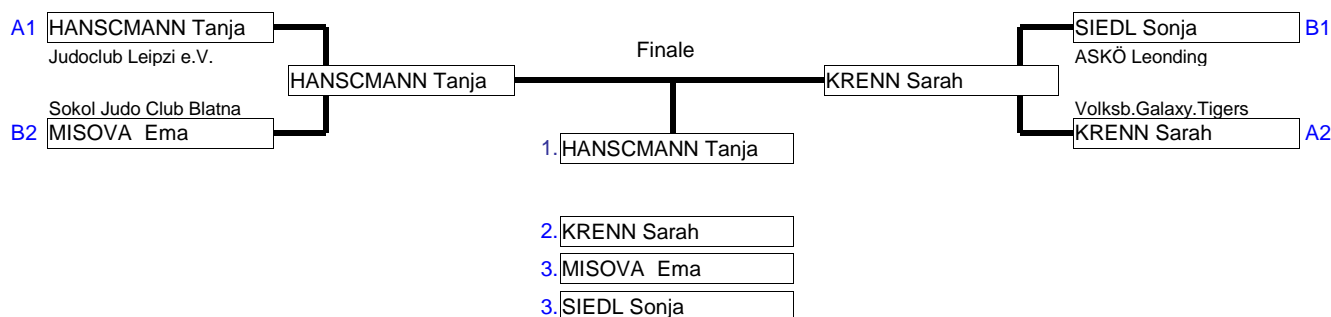 A1 HANSCMANN Tanja
Judoclub Leipzi e.V.
HANSCMANN Tanja
Sokol Judo Club Blatna
B2 MISOVA Ema
Finale
SIEDL Sonja B1
ASKÖ Leonding
KRENN Sarah
Volksb.Galaxy.Tigers
KRENN Sarah A2
1. HANSCMANN Tanja
2. KRENN Sarah
3. MISOVA Ema
3. SIEDL Sonja